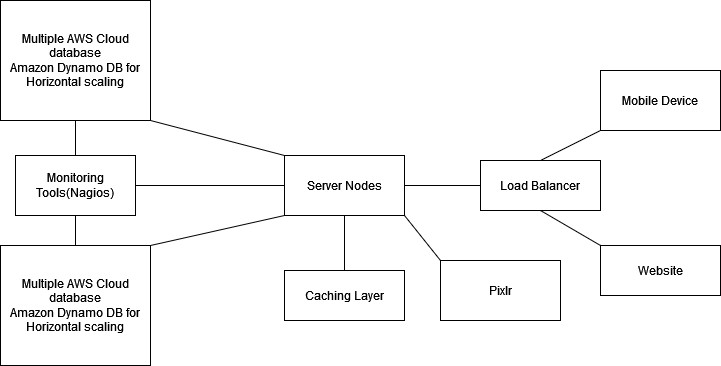 Multiple AWS Cloud
database
Amazon Dynamo DB for
Horizontal scaling
Mobile Device
Monitoring
Tools(Nagios)
Server Nodes
Load Balancer
Multiple AWS Cloud
database
Amazon Dynamo DB for
Horizontal scaling
Caching Layer
Pixlr
Website